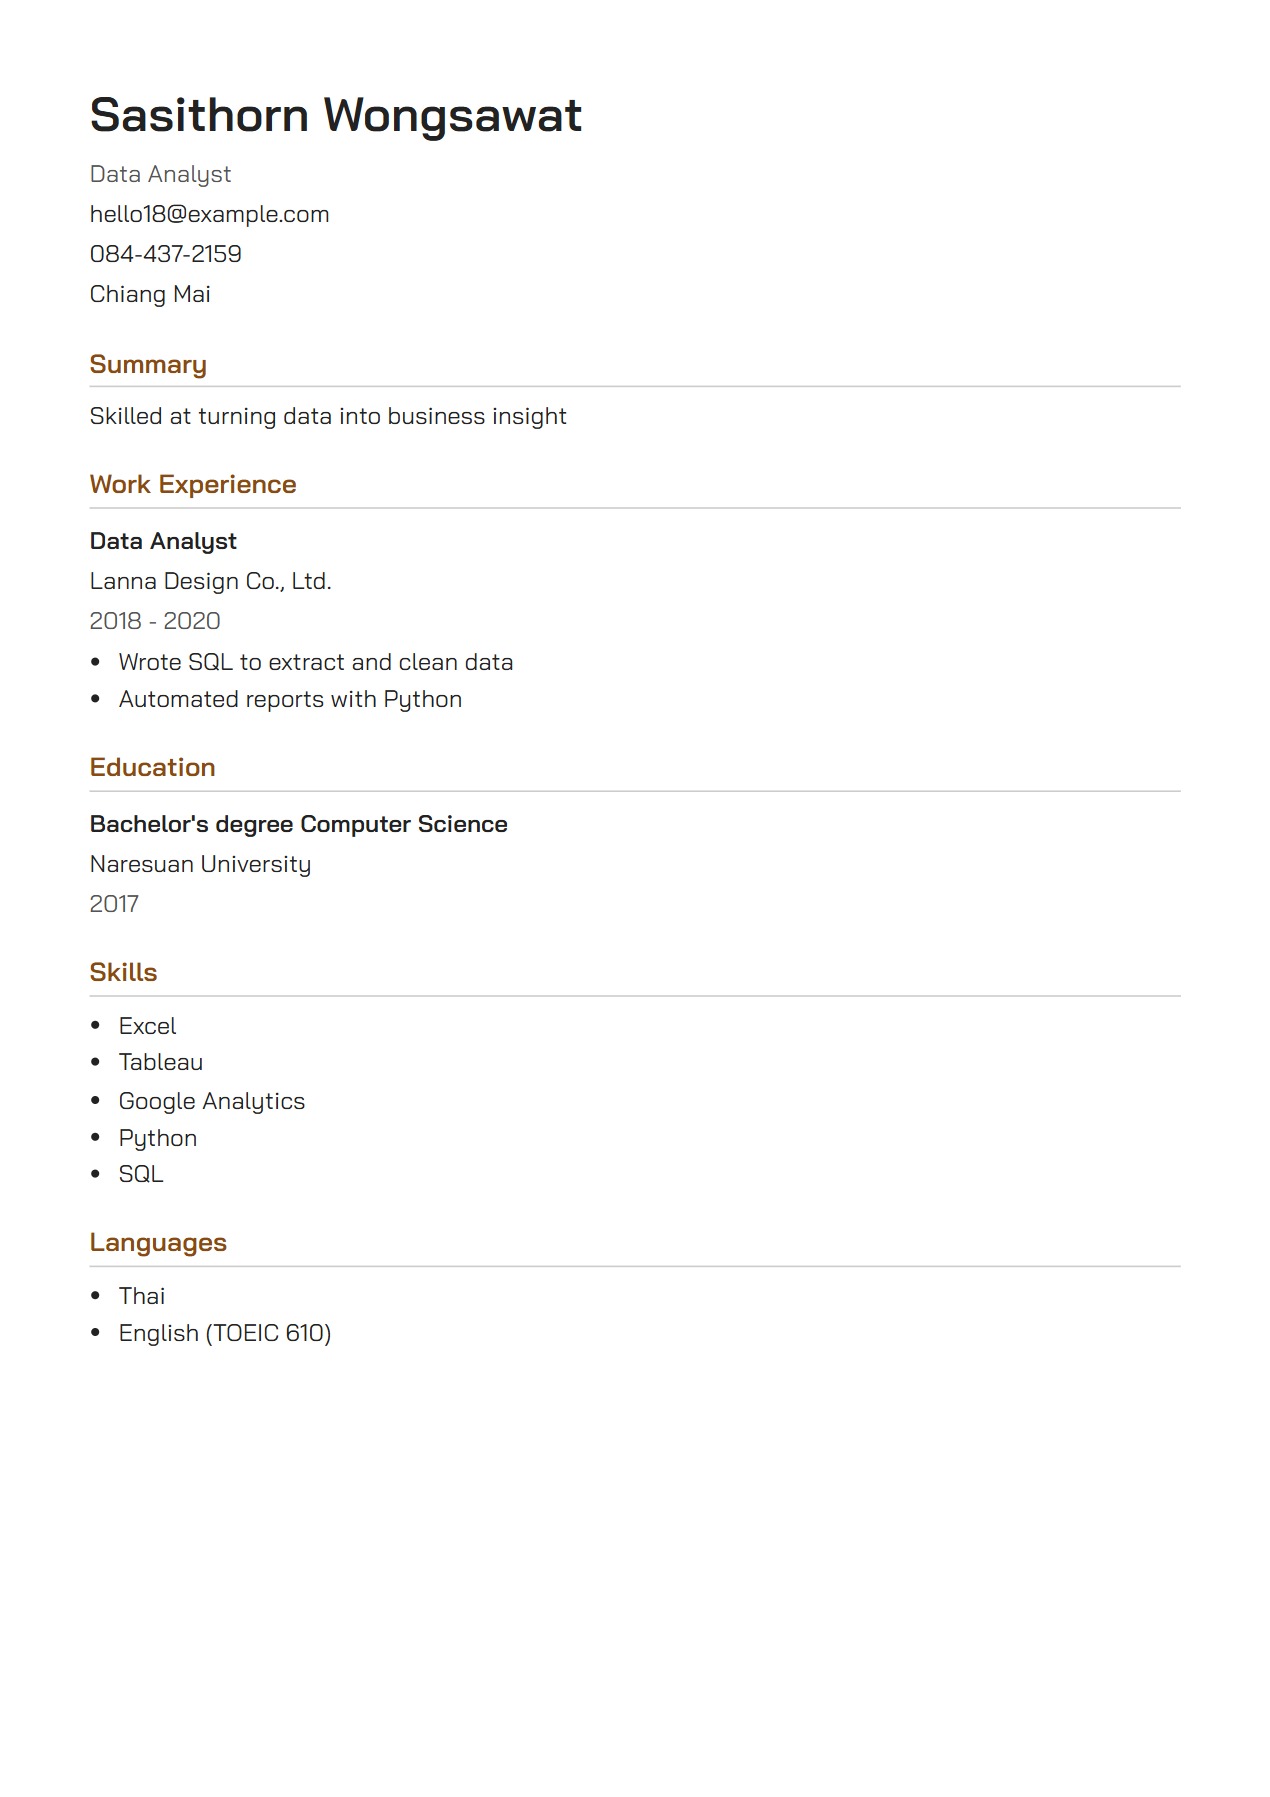 Sasithorn Wongsawat
Data Analyst
hello18@example.com
084-437-2159
Chiang Mai
Summary
Skilled at turning data into business insight
Work Experience
Data Analyst
Lanna Design Co., Ltd.
2018 - 2020
• Wrote SQL to extract and clean data
• Automated reports with Python
Education
Bachelor's degree Computer Science
Naresuan University
2017
Skills
• Excel
• Tableau
• Google Analytics
• Python
• SQL
Languages
• Thai
• English (TOEIC 610)